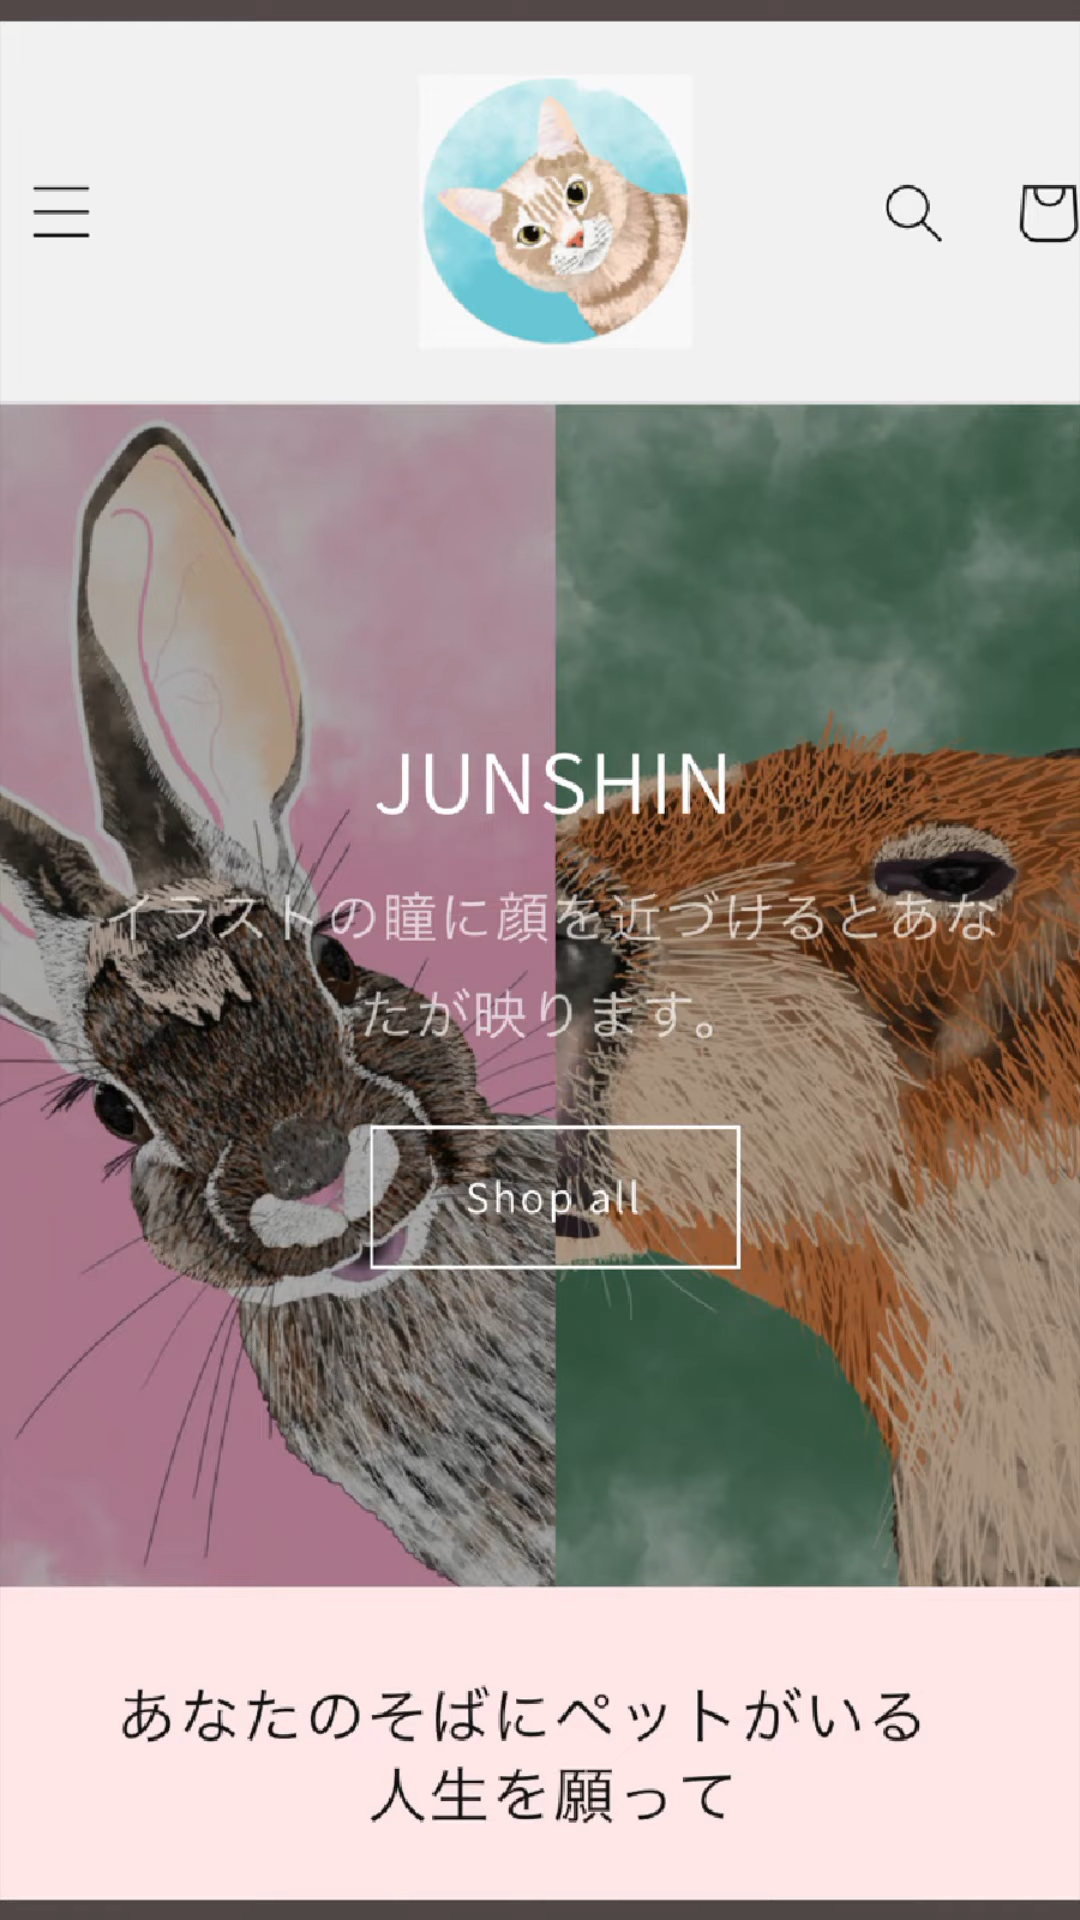 JUNSHIN
イラストの瞳に顔を近づけるとあな
たが映ります。
Shop all
あなたのそばにペットがいる
人生を願って